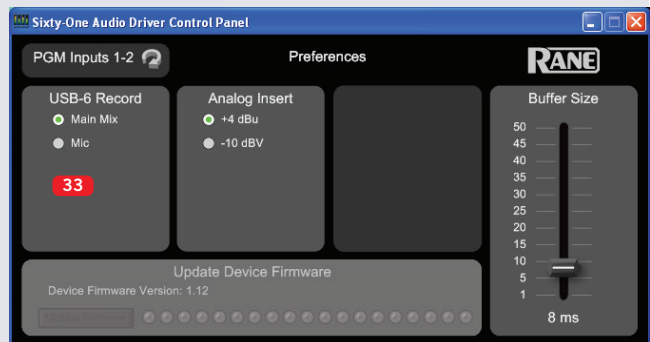 Sixty-One Audio Driver Control Panel
PGM Inputs 1-2
Preferences
RANE
USB-6 Record
Main Mix
Mic
33
Analog Insert
+4 dBu
-10 dBV
Buffer Size
50
45
40
35
30
25
20
15
10
5
1
8 ms
Update Device Firmware
Device Firmware Version: 1.12
Update Firmware